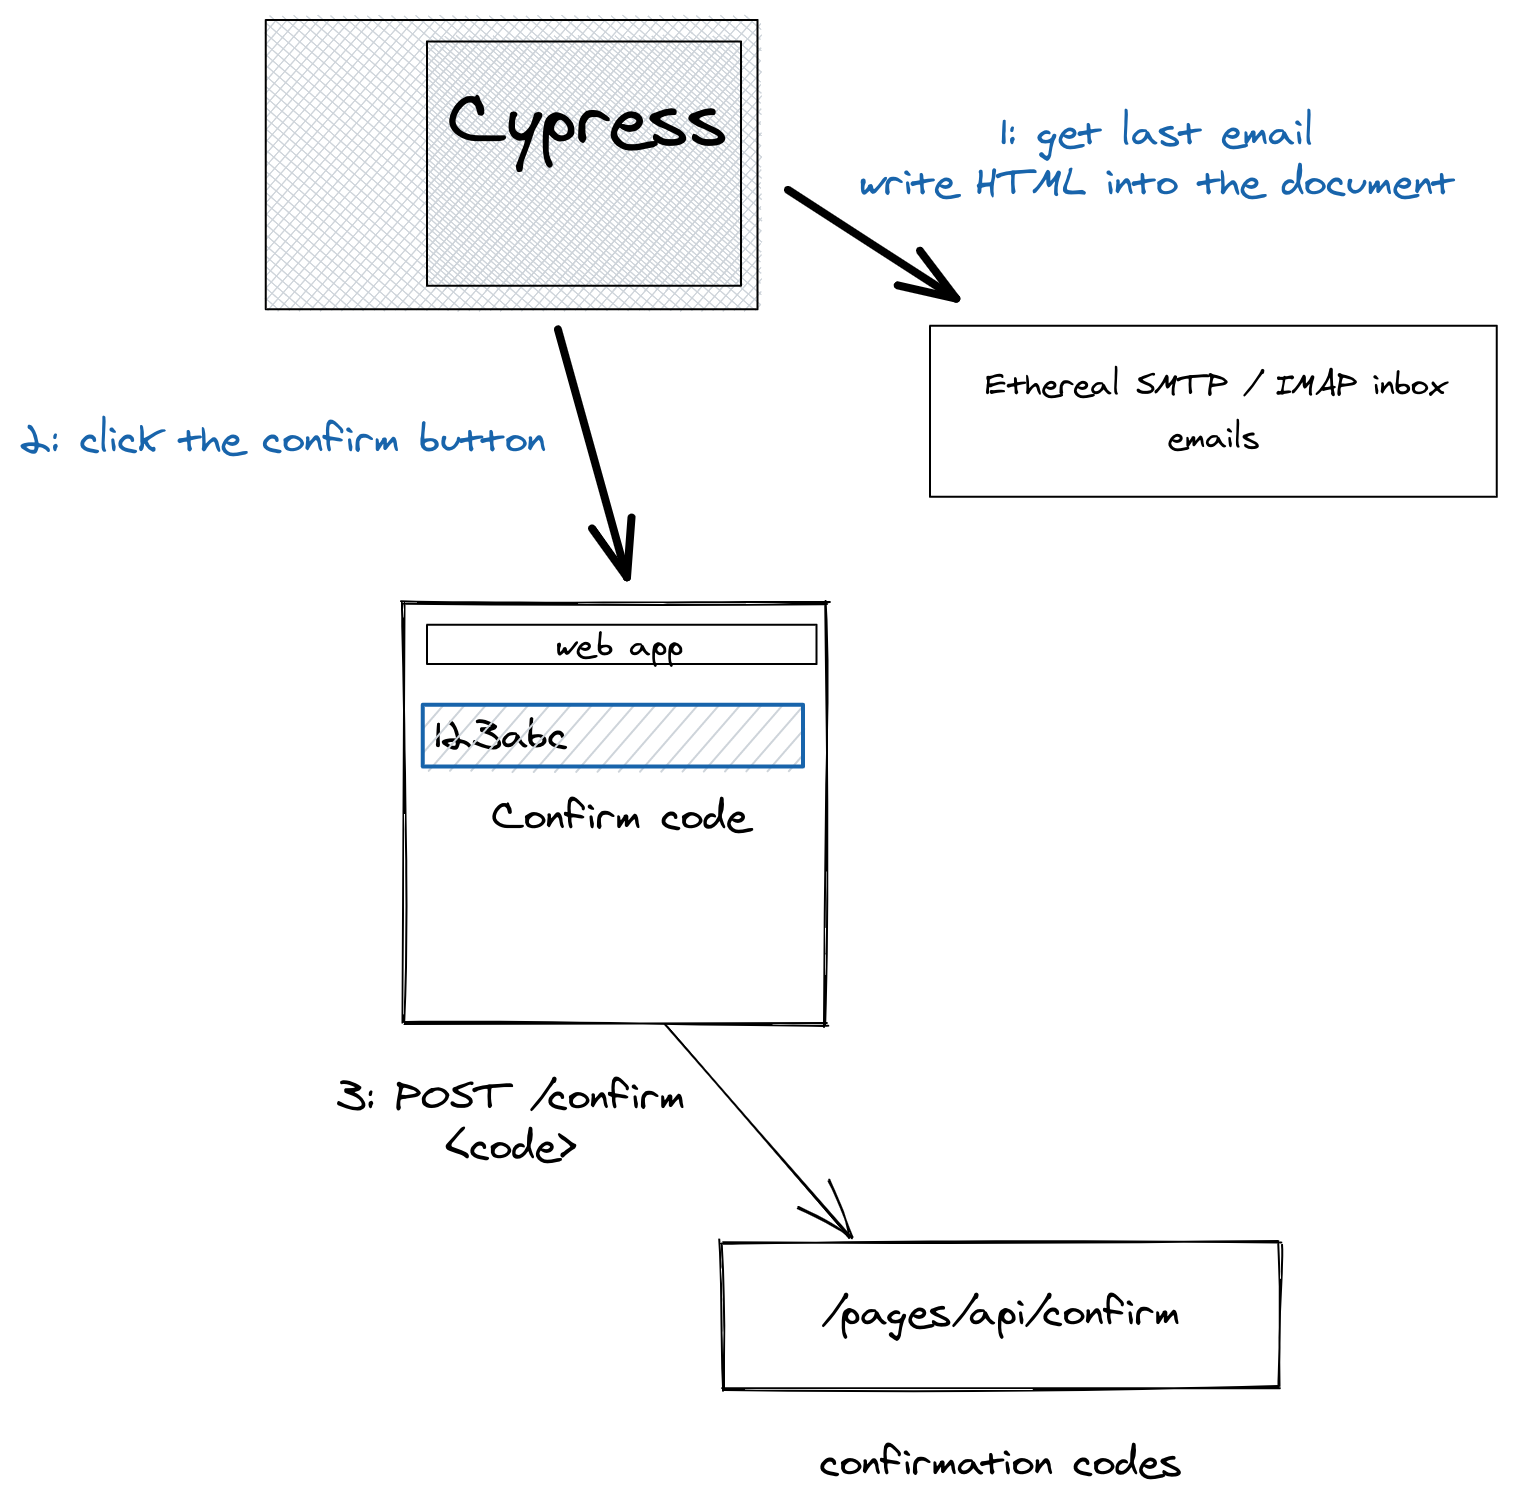 Cypress
1: get last email
write HTML into the document
Ethereal SMTP / IMAP inbox
emails
2: click the confirm button
web app
123abc
Confirm code
3: POST /confirm
<code>
/pages/api/confirm
confirmation codes